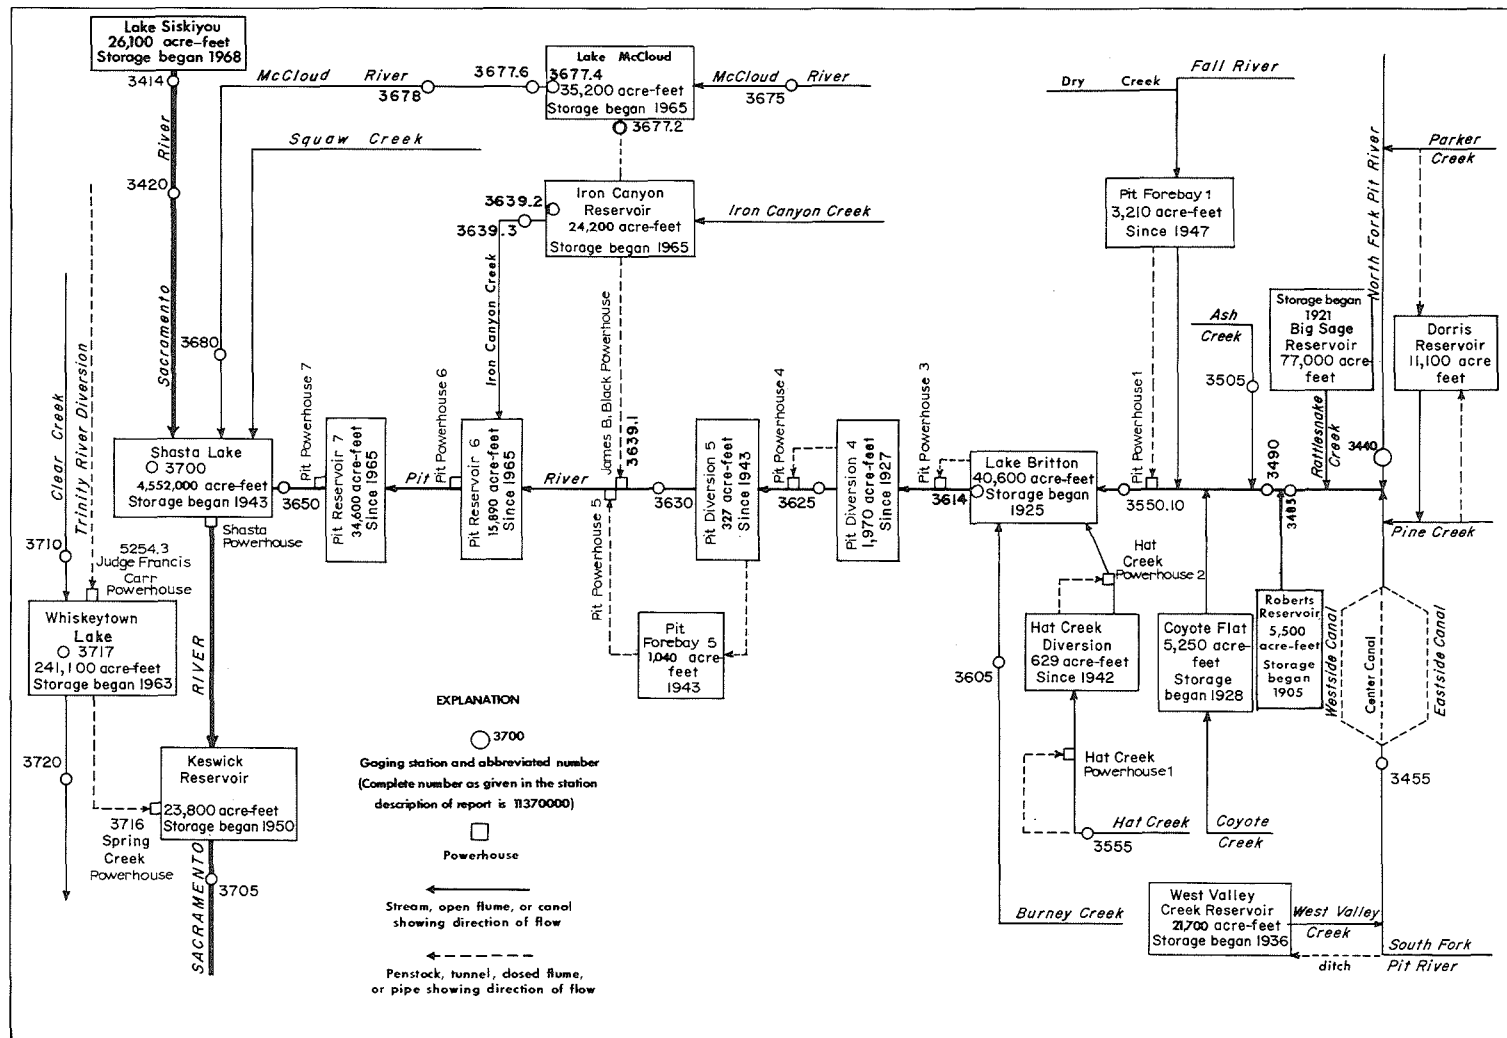 Lake Siskiyou
26,100 acre-feet
Storage began 1968
3414
River
3420
Sacramento
McCloud River
3678
3677.6
Lake McCloud
3677.4
35,200 acre-feet
Storage began 1965
3677.2
McCloud River
3675
Squaw Creek
Iron Canyon
Reservoir
24,200 acre-feet
Storage began 1965
3639.2
3639.3
Iron Canyon Creek
Iron Canyon Creek
James B. Black Powerhouse
3639.1
Dry Creek
Fall River
Pit Forebay 1
3,210 acre-feet
Since 1947
Pit Powerhouse 1
Ash
Creek
3505
Storage began
1921
Big Sage
Reservoir
77,000 acre-
feet
Rattlesnake
Creek
North Fork Pit River
Parker
Creek
Dorris
Reservoir
11,100 acre
feet
3440
Pine Creek
3490
3485
3680
Clear Creek
Trinity River Diversion
3710
Shasta Lake
3700
4,552,000 acre-feet
Storage began 1943
Shasta
Powerhouse
3650
Pit Powerhouse 7
Pit Reservoir 7
34,600 acre-feet
Since 1965
Pit
Pit Powerhouse 6
Pit Reservoir 6
15,890 acre-feet
Since 1965
River
Pit Powerhouse 5
3630
Pit Diversion 5
327 acre-feet
Since 1943
Pit Powerhouse 4
3625
Pit Diversion 4
1,970 acre-feet
Since 1927
Pit Powerhouse 3
3614
Lake Britton
40,600 acre-feet
Storage began
1925
3550.10
Pit
Forebay 5
1,040 acre-
feet
1943
5254.3
Judge Francis
Carr
Powerhouse
Whiskeytown
Lake
3717
241,100 acre-feet
Storage began 1963
RIVER
3720
3716
Spring
Creek
Powerhouse
Keswick
Reservoir
23,800 acre-feet
Storage began 1950
SACRAMENTO
3705
Hat
Creek
Powerhouse 2
Hat Creek
Diversion
629 acre-feet
Since 1942
3605
Hat Creek
Powerhouse 1
Hat Creek
3555
Burney Creek
Coyote Flat
5,250 acre-
feet
Storage
began 1928
Coyote
Creek
Roberts
Reservoir
5,500
acre-feet
Storage
began
1905
Westside Canal
Center Canal
Eastside Canal
3455
West Valley
Creek Reservoir
21,700 acre-feet
Storage began 1936
West Valley
Creek
ditch
South Fork
Pit River
EXPLANATION
3700
Gaging station and abbreviated number
(Complete number as given in the station
description of report is 11370000)
Powerhouse
Stream, open flume, or canal
showing direction of flow
Penstock, tunnel, closed flume,
or pipe showing direction of flow